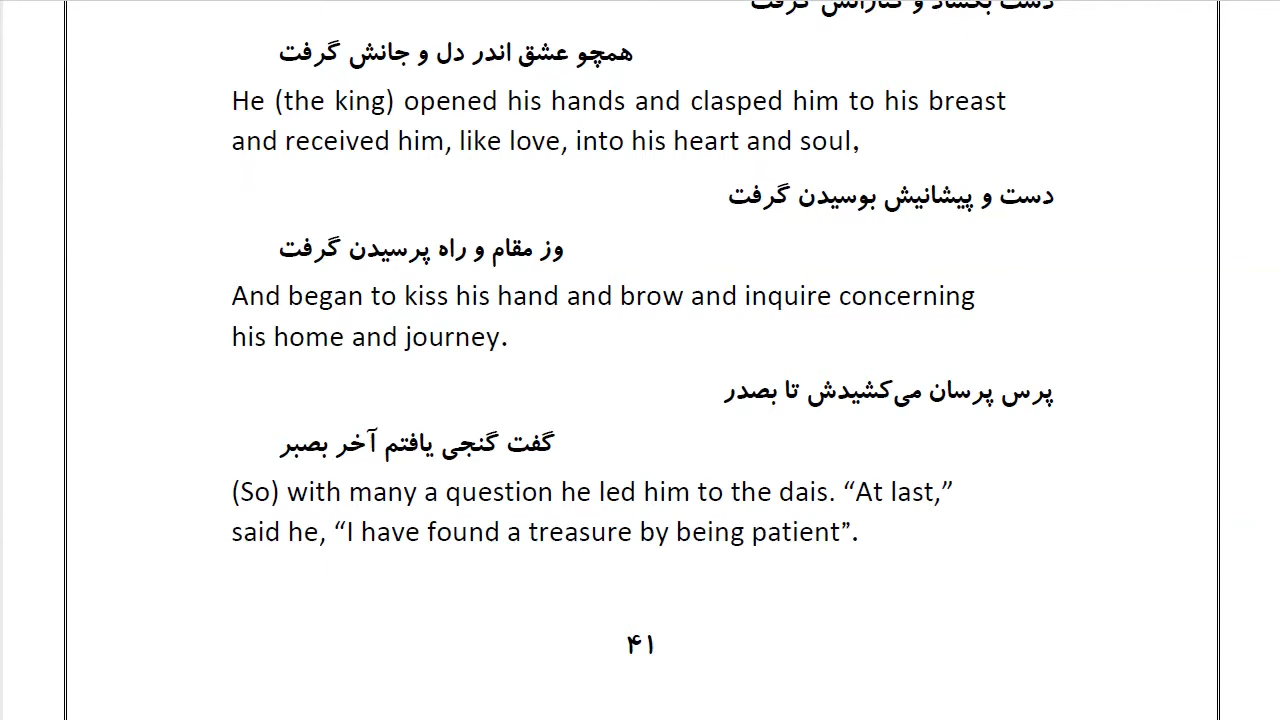 همچو عشق اندر دل و جانش گرفت
He (the king) opened his hands and clasped him to his breast
and received him, like love, into his heart and soul,
دست و پیشانیش بوسیدن گرفت
وز مقام و راه پرسیدن گرفت
And began to kiss his hand and brow and inquire concerning
his home and journey.
پرس پرسان می‌کشیدش تا بصدر
گفت گنجی یافتم آخر بصبر
(So) with many a question he led him to the dais. “At last,”
said he, “I have found a treasure by being patient”.
۴۱